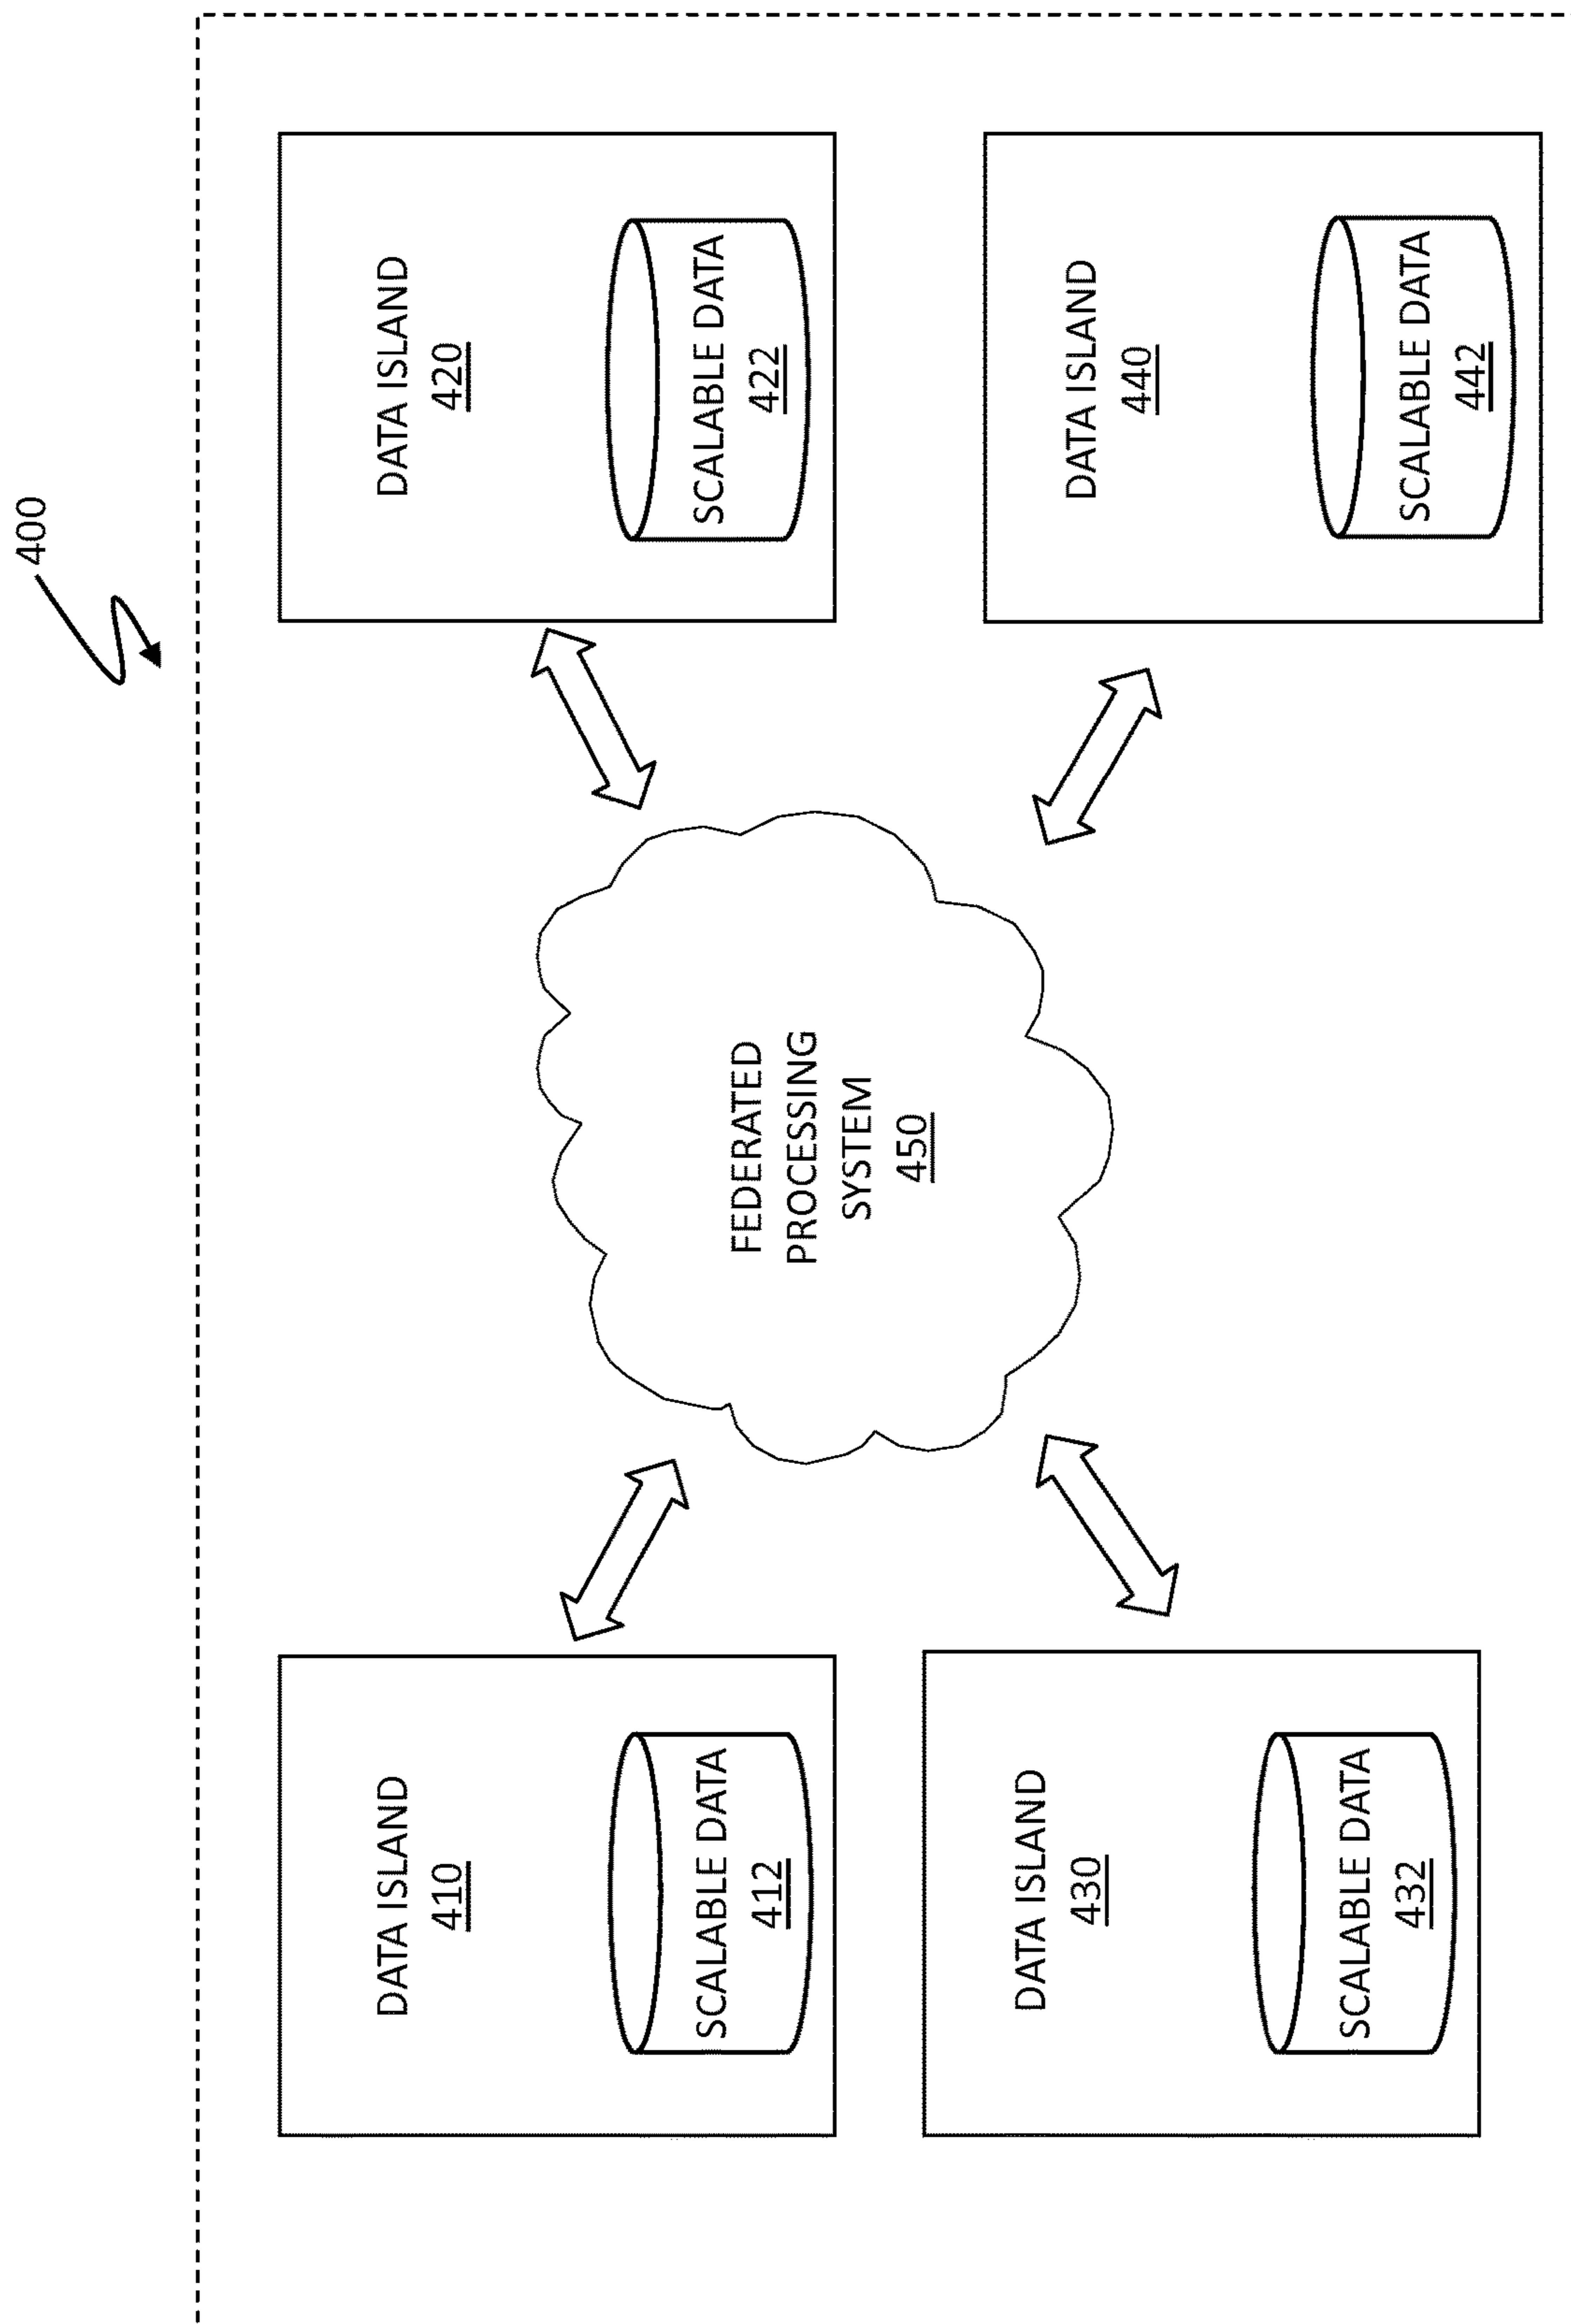 400
DATA ISLAND
410
SCALABLE DATA
412
DATA ISLAND
420
SCALABLE DATA
422
FEDERATED
PROCESSING
SYSTEM
450
DATA ISLAND
430
SCALABLE DATA
432
DATA ISLAND
440
SCALABLE DATA
442